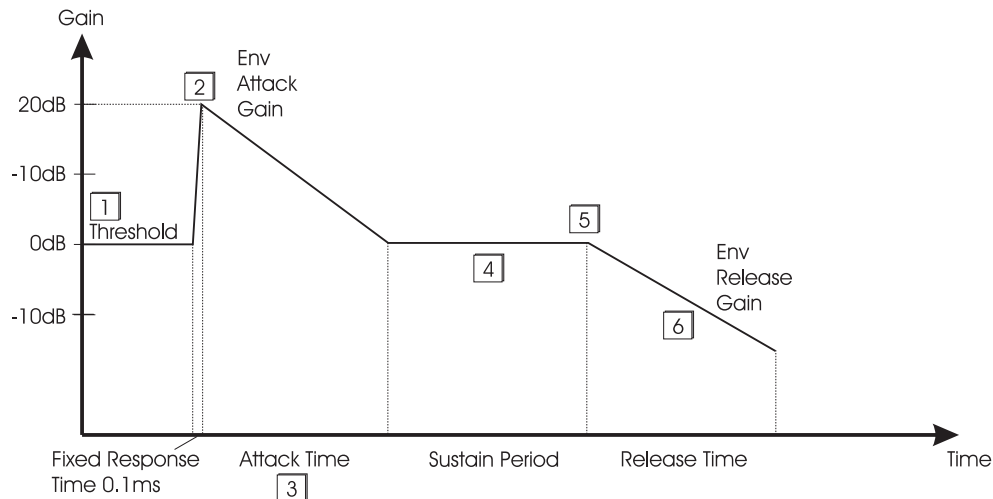 Gain
Env
Attack
Gain
2
20dB
-10dB
1
Threshold
0dB
5
4
Env
Release
Gain
-10dB
6
Fixed Response
Time 0.1ms
Attack Time
3
Sustain Period
Release Time
Time